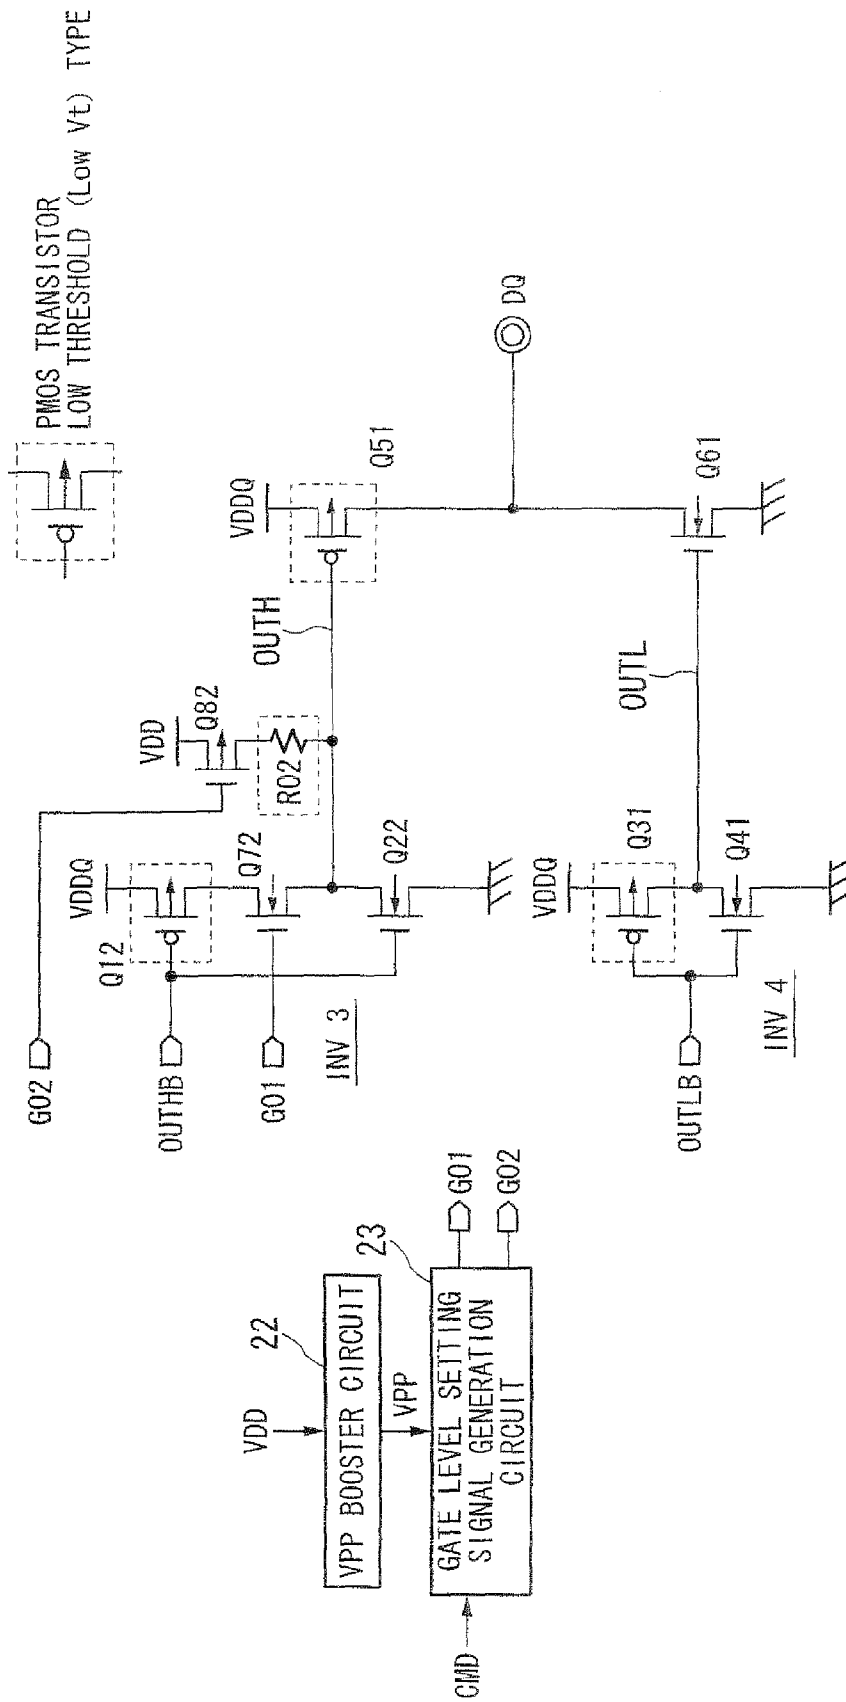 PMOS TRANSISTOR
LOW THRESHOLD (Low Vt) TYPE
VDD
22
VPP BOOSTER CIRCUIT
VPP
23
CMD
GATE LEVEL SETTING
SIGNAL GENERATION
CIRCUIT
G01
G02
G02
OUTHB
G01
INV 3
Q12
VDDQ
Q72
Q22
VDD
Q82
R02
OUTH
VDDQ
Q51
DQ
OUTLB
INV 4
VDDQ
Q31
Q41
OUTL
Q61